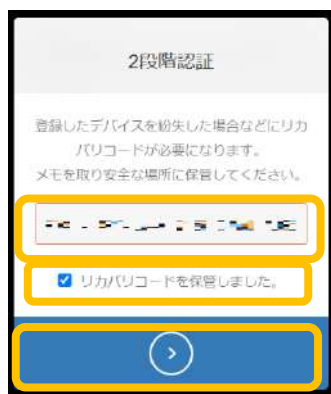 2段階認証
登録したデバイスを紛失した場合などにリカ
バリコードが必要になります。
メモを取り安全な場所に保管してください。
リカバリコードを保管しました。